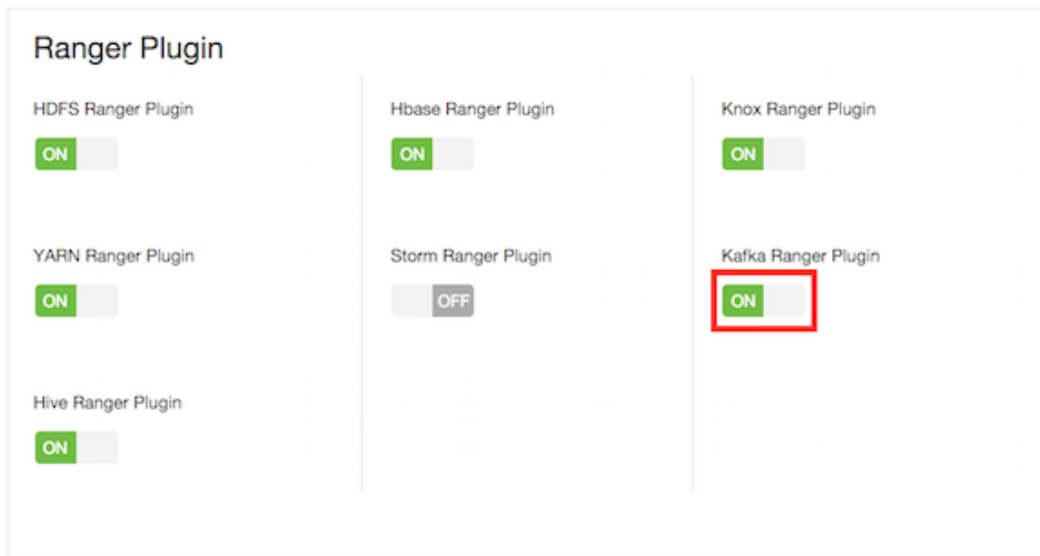 Ranger Plugin
HDFS Ranger Plugin
Hbase Ranger Plugin
Knox Ranger Plugin
ON
ON
ON
YARN Ranger Plugin
Storm Ranger Plugin
Kafka Ranger Plugin
ON
OFF
ON
Hive Ranger Plugin
ON